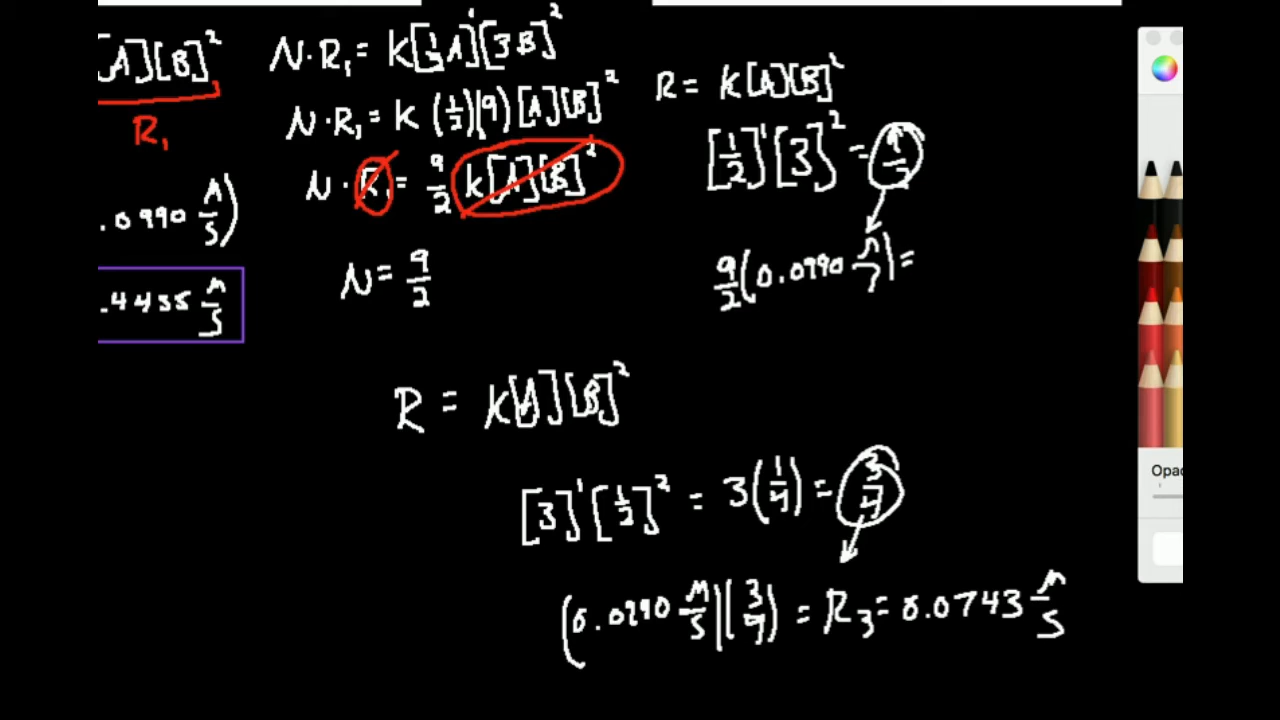 [A][B]²
R₁
.0990 M/S)
.4435 M/S
N·R₁ = K[½A]¹[3B]²
N·R₁ = K (½)(9) [A][B]²
N·R₁ = 9/2 K[A][B]²
N = 9/2
R = K[A][B]²
[½]¹[3]² = 9/2
9/2(0.0990 M/S) =
R = K[A][B]²
[3]¹[½]² = 3(¼) = 3/4
(0.0990 M/S)(3/4) = R₃ = 0.0743 M/S
Opac